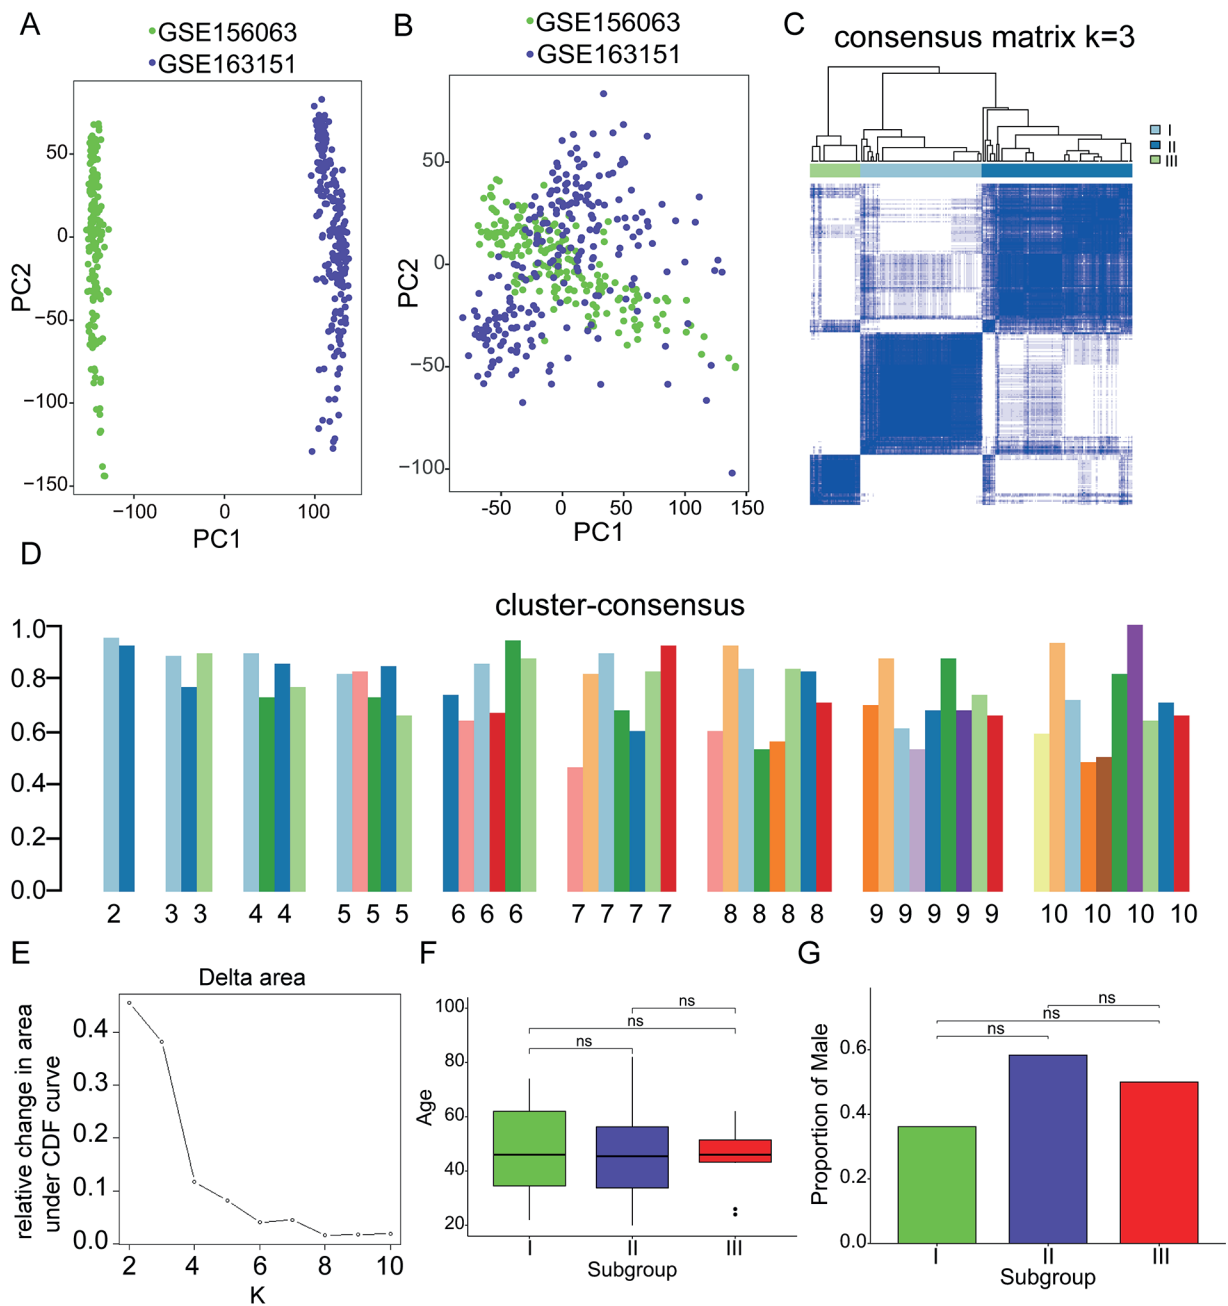 A
GSE156063
GSE163151
PC2
50
0
−50
−100
−150
−100
0
100
PC1
B
GSE156063
GSE163151
PC2
50
0
−50
−100
-50
0
50
100
150
PC1
C
consensus matrix k=3
I
II
III
D
cluster-consensus
1.0
0.8
0.6
0.4
0.2
0.0
2
3 3
4 4
5 5 5
6 6 6
7 7 7 7
8 8 8 8
9 9 9 9 9
10 10 10 10
E
Delta area
relative change in area
under CDF curve
0.4
0.3
0.2
0.1
0.0
2 4 6 8 10
K
F
Age
100
80
60
40
20
ns
ns
ns
I II III
Subgroup
G
Proportion of Male
0.6
0.4
0.2
0.0
ns
ns
ns
I II III
Subgroup